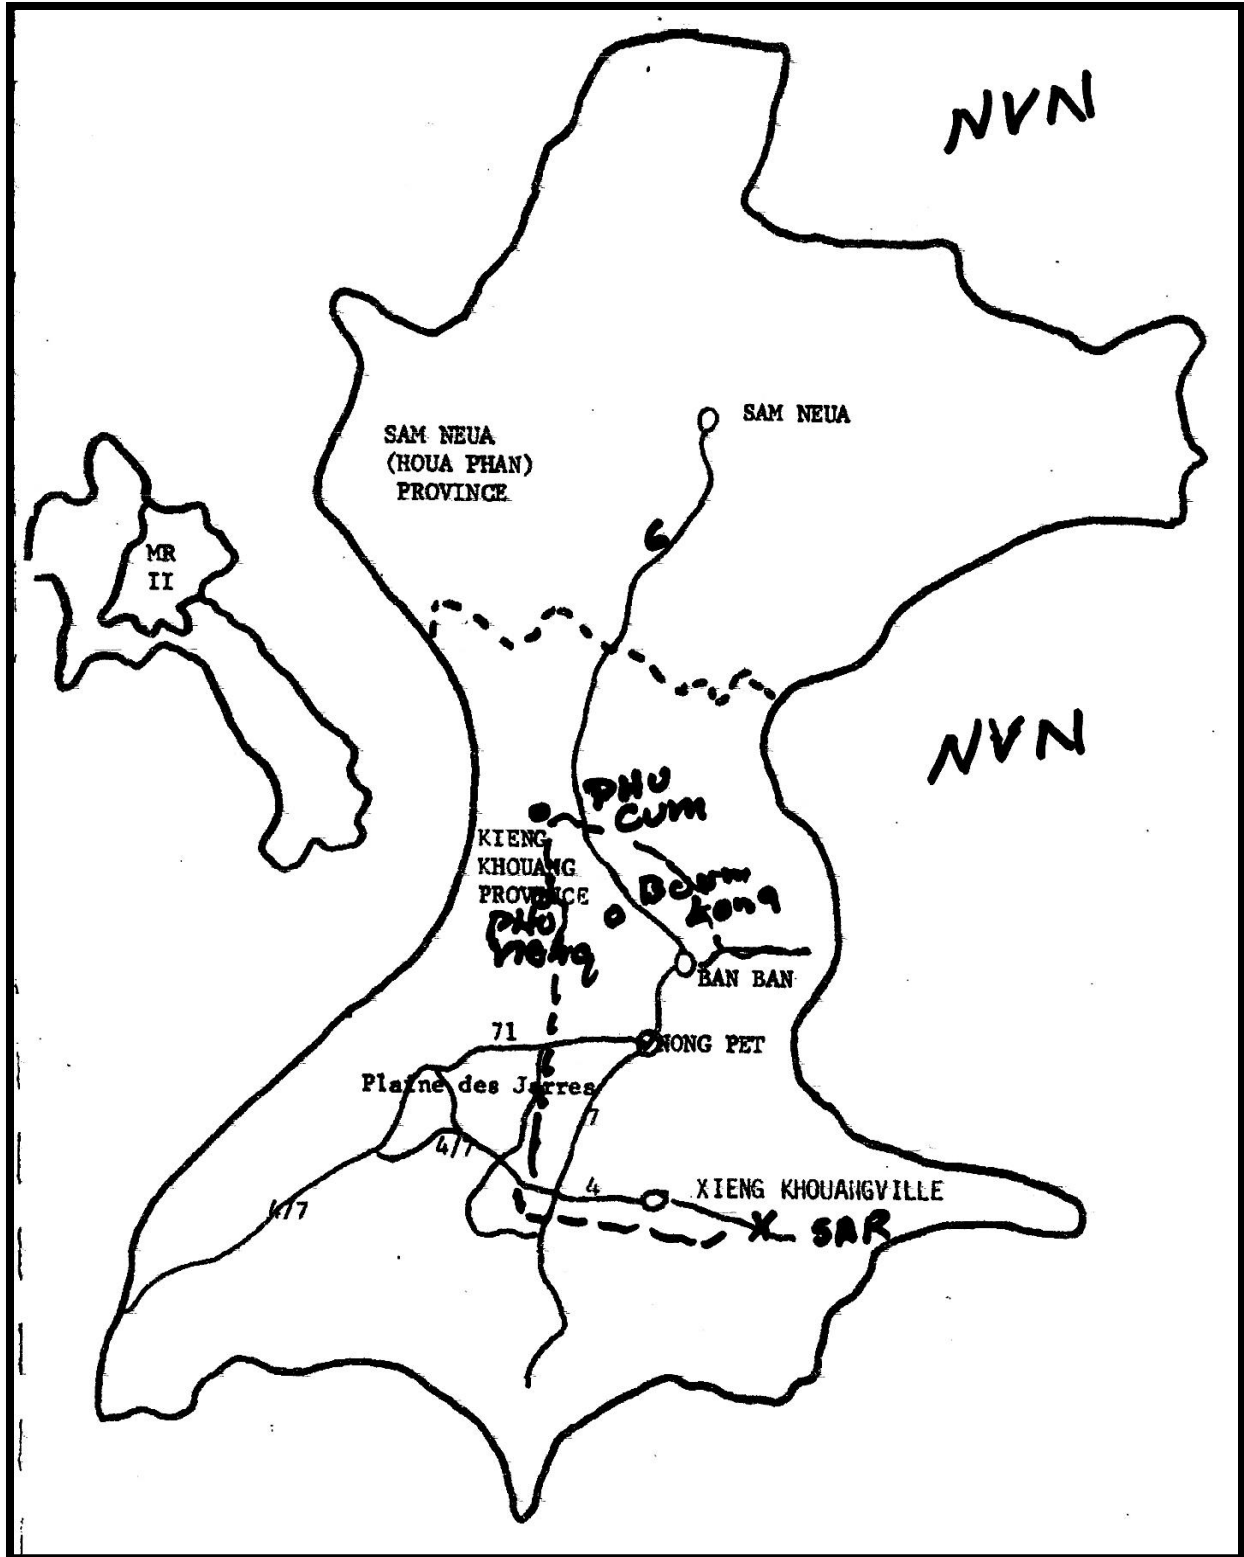 NVN
SAM NEUA
SAM NEUA
(HOUA PHAN)
PROVINCE
6
MR
II
NVN
PHU
CUM
KIENG
KHOUANG
PROVINCE
BOUM
LONG
PHU
VIENG
BAN BAN
71
NONG PET
Plaine des Jarres
7
4/7
4
XIENG KHOUANGVILLE
4/7
X SAR